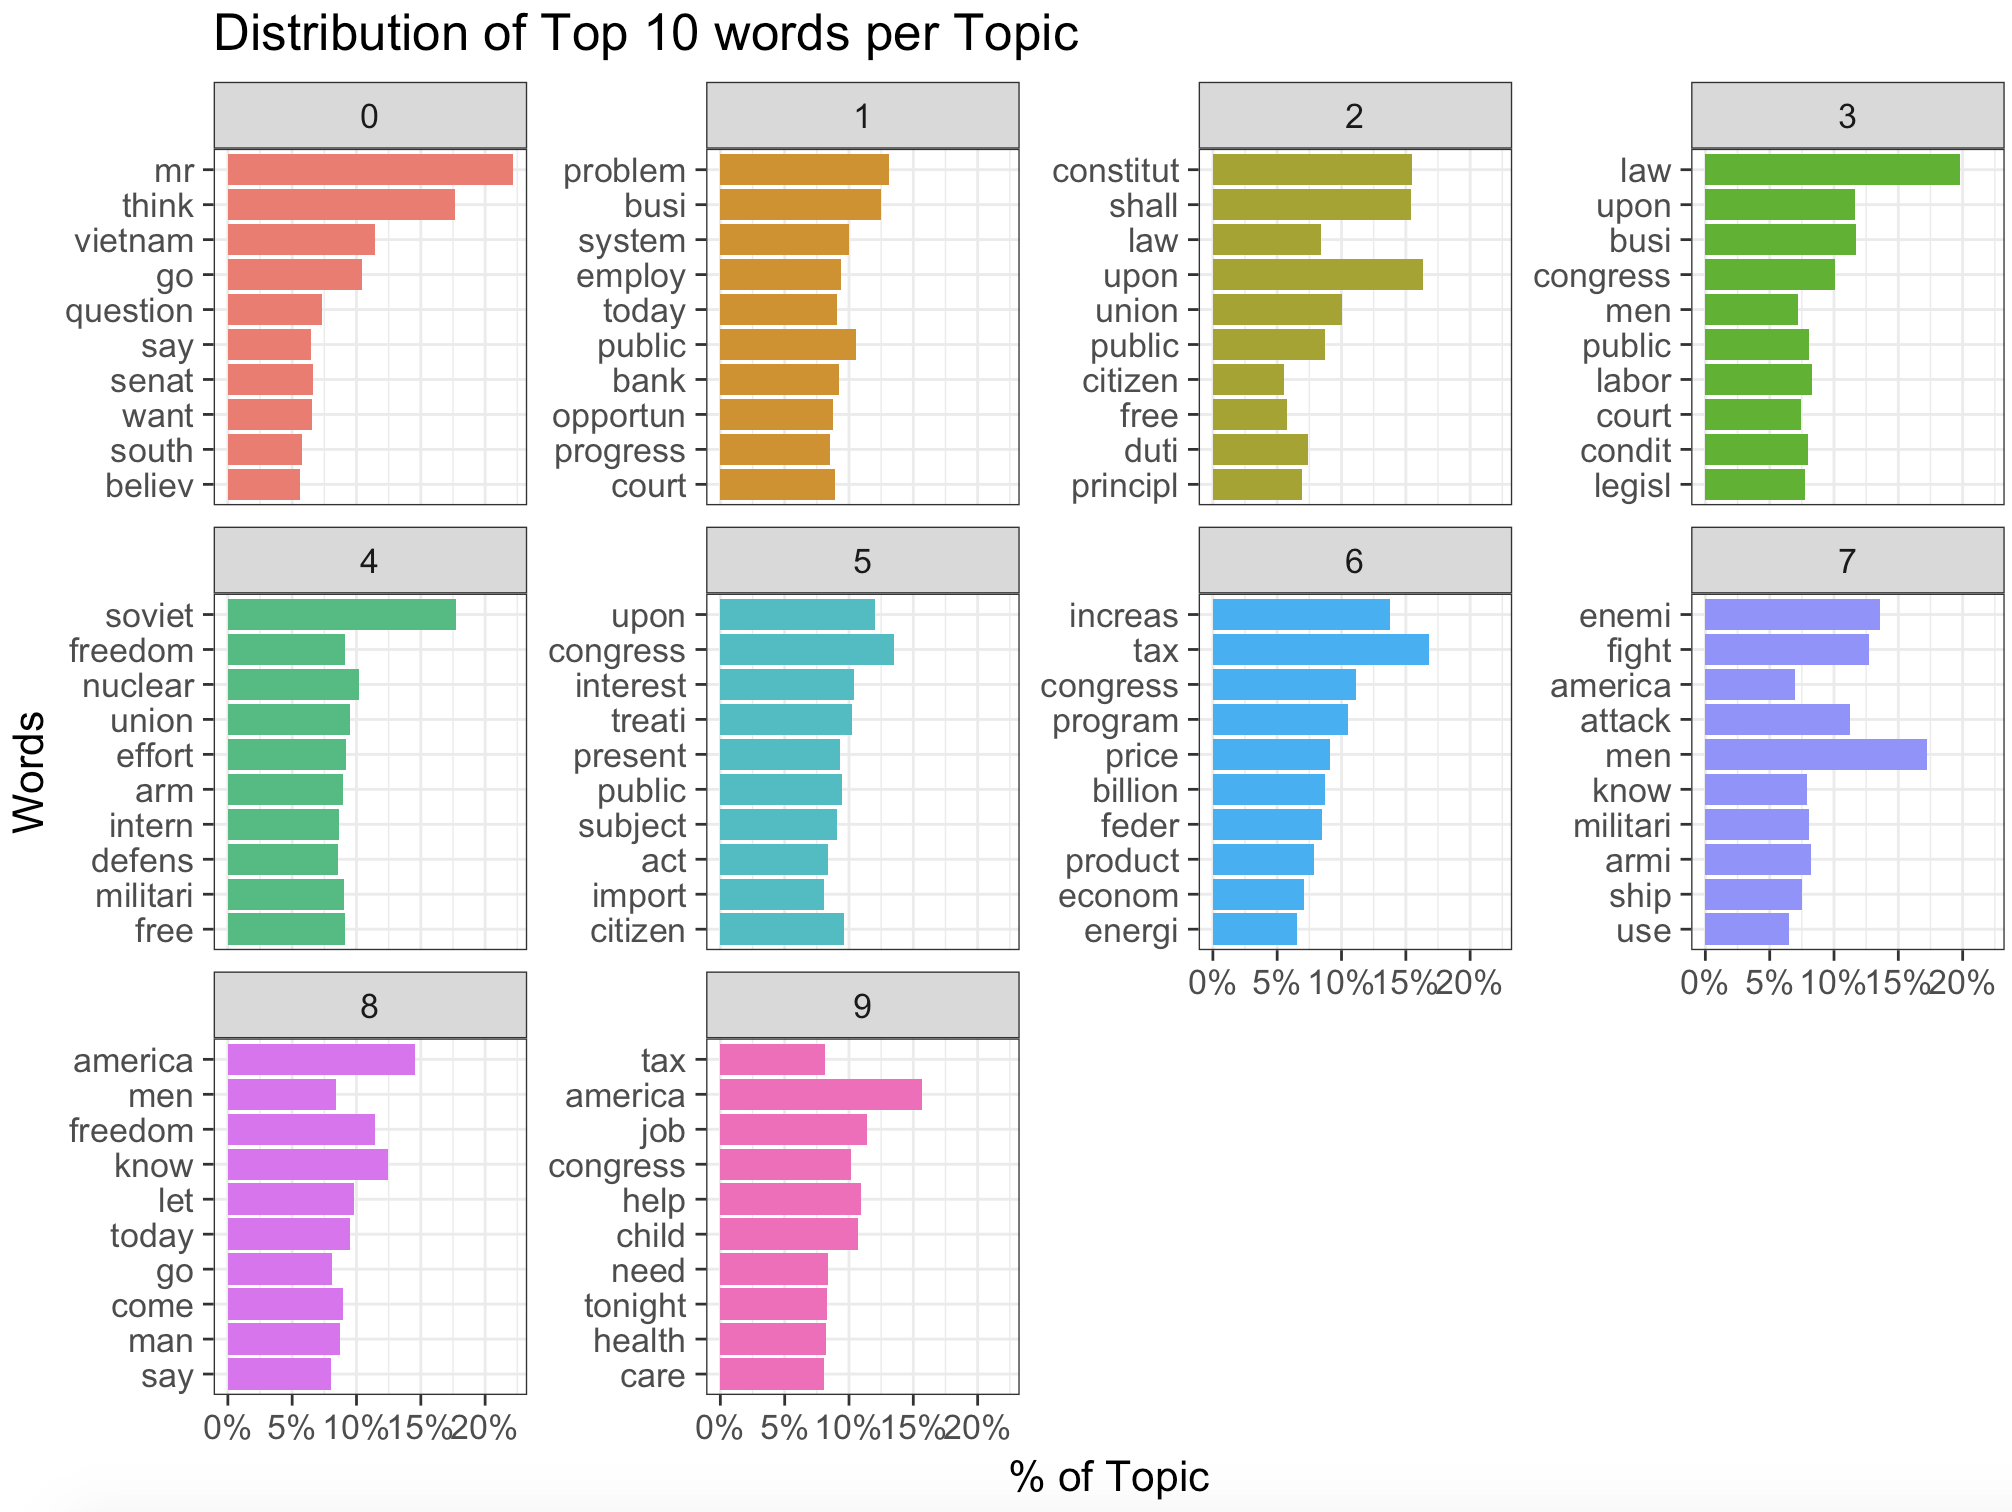 Distribution of Top 10 words per Topic
0
mr
think
vietnam
go
question
say
senat
want
south
believ
1
problem
busi
system
employ
today
public
bank
opportun
progress
court
2
constitut
shall
law
upon
union
public
citizen
free
duti
principl
3
law
upon
busi
congress
men
public
labor
court
condit
legisl
4
soviet
freedom
nuclear
union
effort
arm
intern
defens
militari
free
5
upon
congress
interest
treati
present
public
subject
act
import
citizen
6
increas
tax
congress
program
price
billion
feder
product
econom
energi
0% 5% 10% 15% 20%
7
enemi
fight
america
attack
men
know
militari
armi
ship
use
0% 5% 10% 15% 20%
8
america
men
freedom
know
let
today
go
come
man
say
0% 5% 10% 15% 20%
9
tax
america
job
congress
help
child
need
tonight
health
care
0% 5% 10% 15% 20%
Words
% of Topic